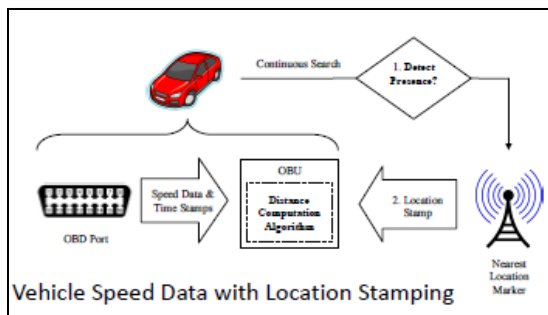 Continuous Search
1. Detect
Presence?
OBU
Speed Data &
Time Stamps
Distance
Computation
Algorithm
2. Location
Stamp
OBD Port
Nearest
Location
Marker
Vehicle Speed Data with Location Stamping